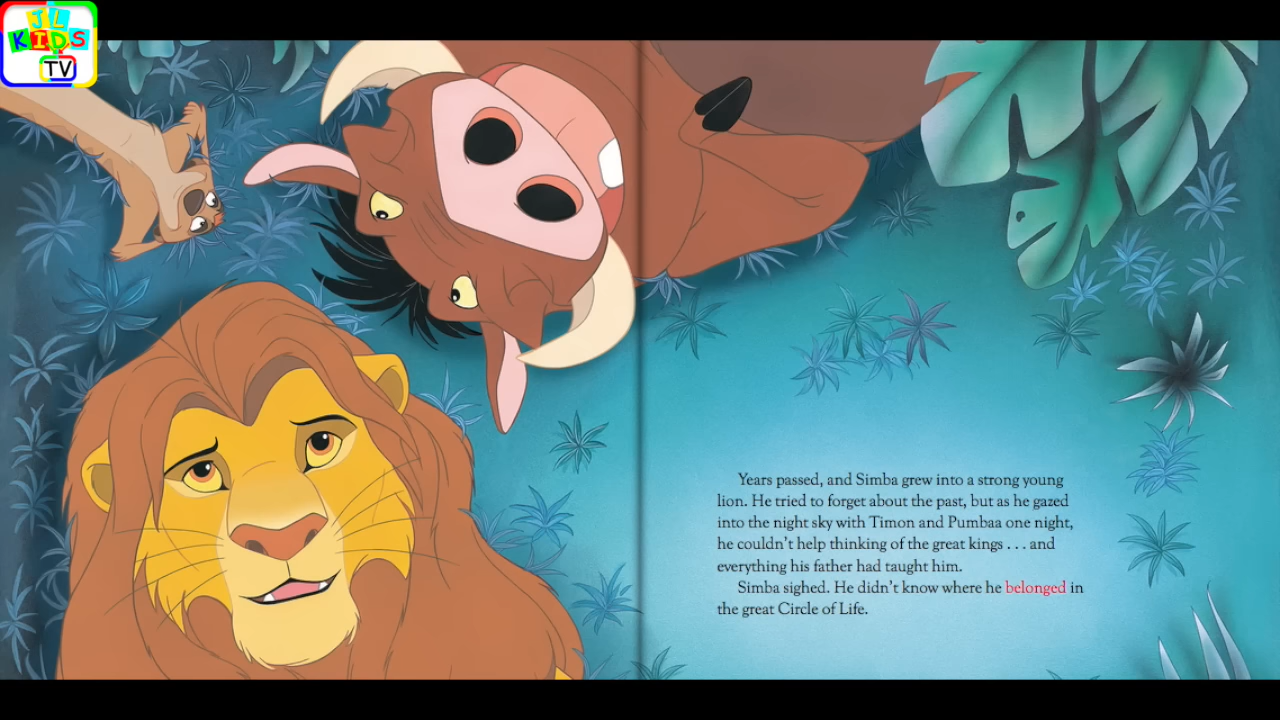 JL
KIDS
TV
Years passed, and Simba grew into a strong young
lion. He tried to forget about the past, but as he gazed
into the night sky with Timon and Pumbaa one night,
he couldn't help thinking of the great kings . . . and
everything his father had taught him.
Simba sighed. He didn't know where he belonged in
the great Circle of Life.